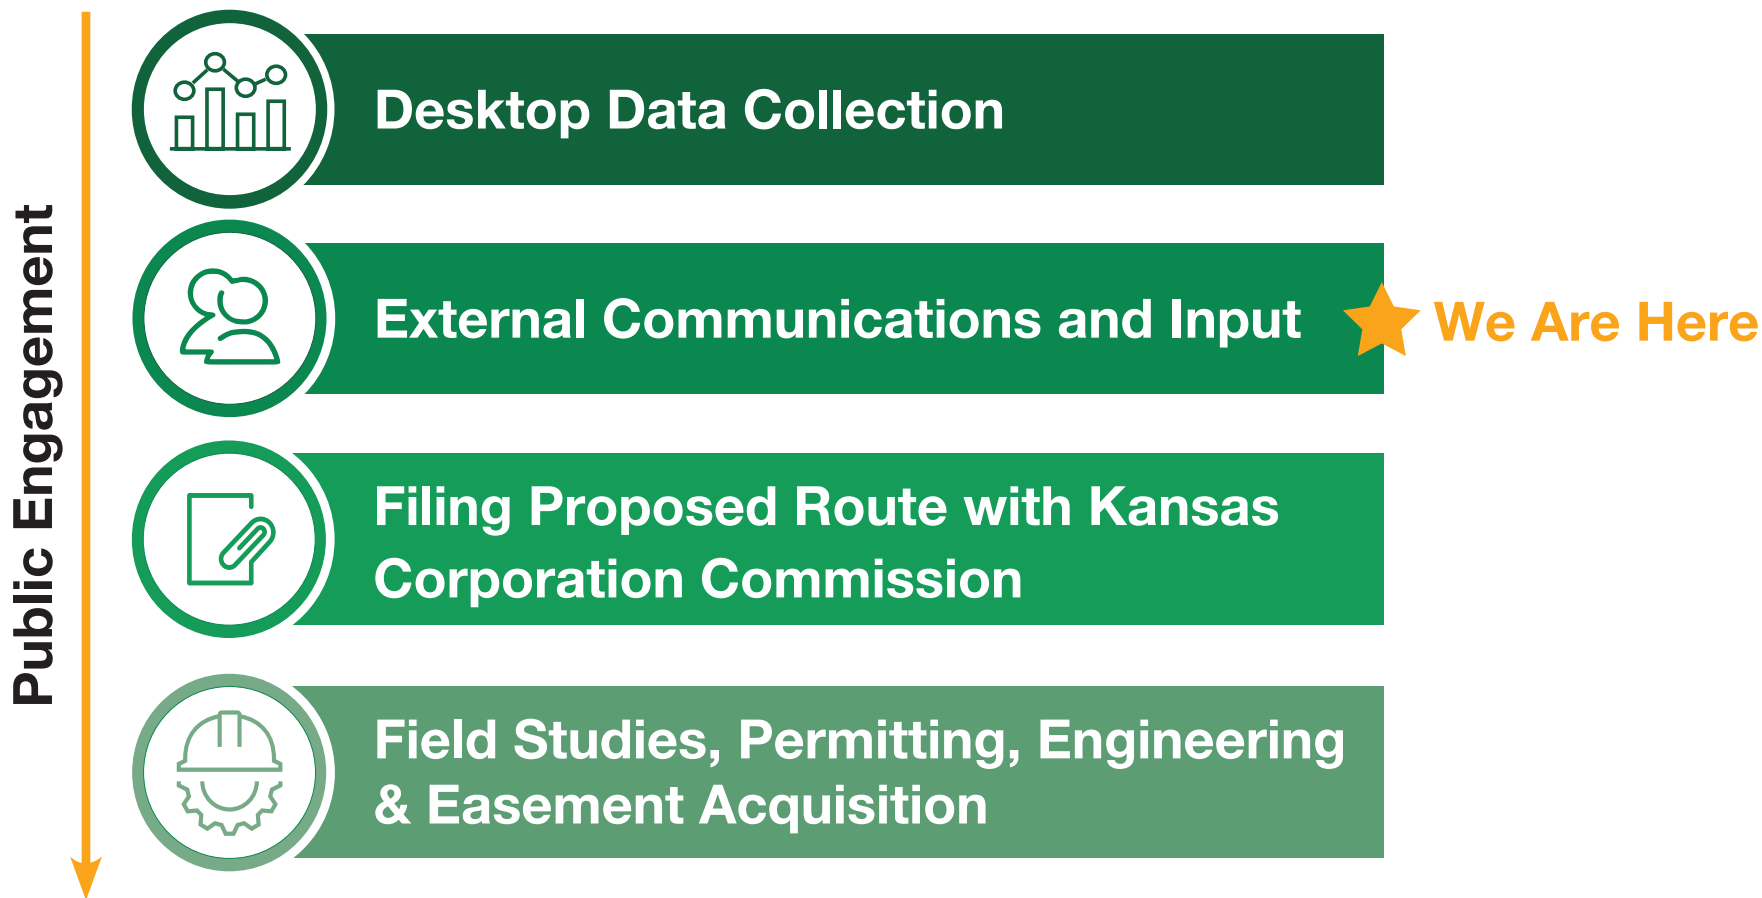 Public Engagement
Desktop Data Collection
External Communications and Input
We Are Here
Filing Proposed Route with Kansas
Corporation Commission
Field Studies, Permitting, Engineering
& Easement Acquisition